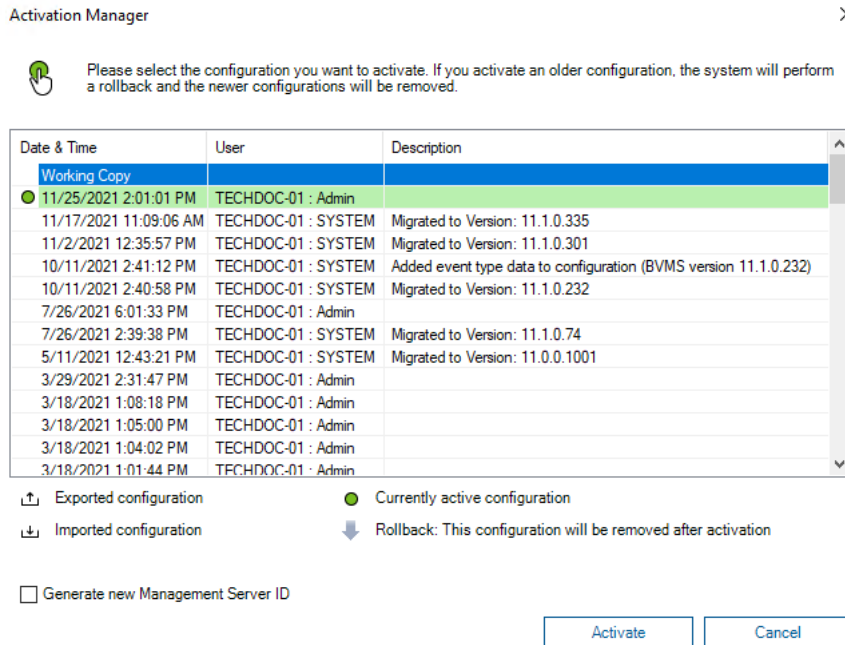 Activation Manager
Please select the configuration you want to activate. If you activate an older configuration, the system will perform
a rollback and the newer configurations will be removed.
Date & Time User Description
Working Copy
11/25/2021 2:01:01 PM TECHDOC-01 : Admin
11/17/2021 11:09:06 AM TECHDOC-01 : SYSTEM Migrated to Version: 11.1.0.335
11/2/2021 12:35:57 PM TECHDOC-01 : SYSTEM Migrated to Version: 11.1.0.301
10/11/2021 2:41:12 PM TECHDOC-01 : SYSTEM Added event type data to configuration (BVMS version 11.1.0.232)
10/11/2021 2:40:58 PM TECHDOC-01 : SYSTEM Migrated to Version: 11.1.0.232
7/26/2021 6:01:33 PM TECHDOC-01 : Admin
7/26/2021 2:39:38 PM TECHDOC-01 : SYSTEM Migrated to Version: 11.1.0.74
5/11/2021 12:43:21 PM TECHDOC-01 : SYSTEM Migrated to Version: 11.0.0.1001
3/29/2021 2:31:47 PM TECHDOC-01 : Admin
3/18/2021 1:08:18 PM TECHDOC-01 : Admin
3/18/2021 1:05:00 PM TECHDOC-01 : Admin
3/18/2021 1:04:02 PM TECHDOC-01 : Admin
3/18/2021 1:01:44 PM TECHDOC-01 : Admin
Exported configuration Currently active configuration
Imported configuration Rollback: This configuration will be removed after activation
Generate new Management Server ID
Activate Cancel